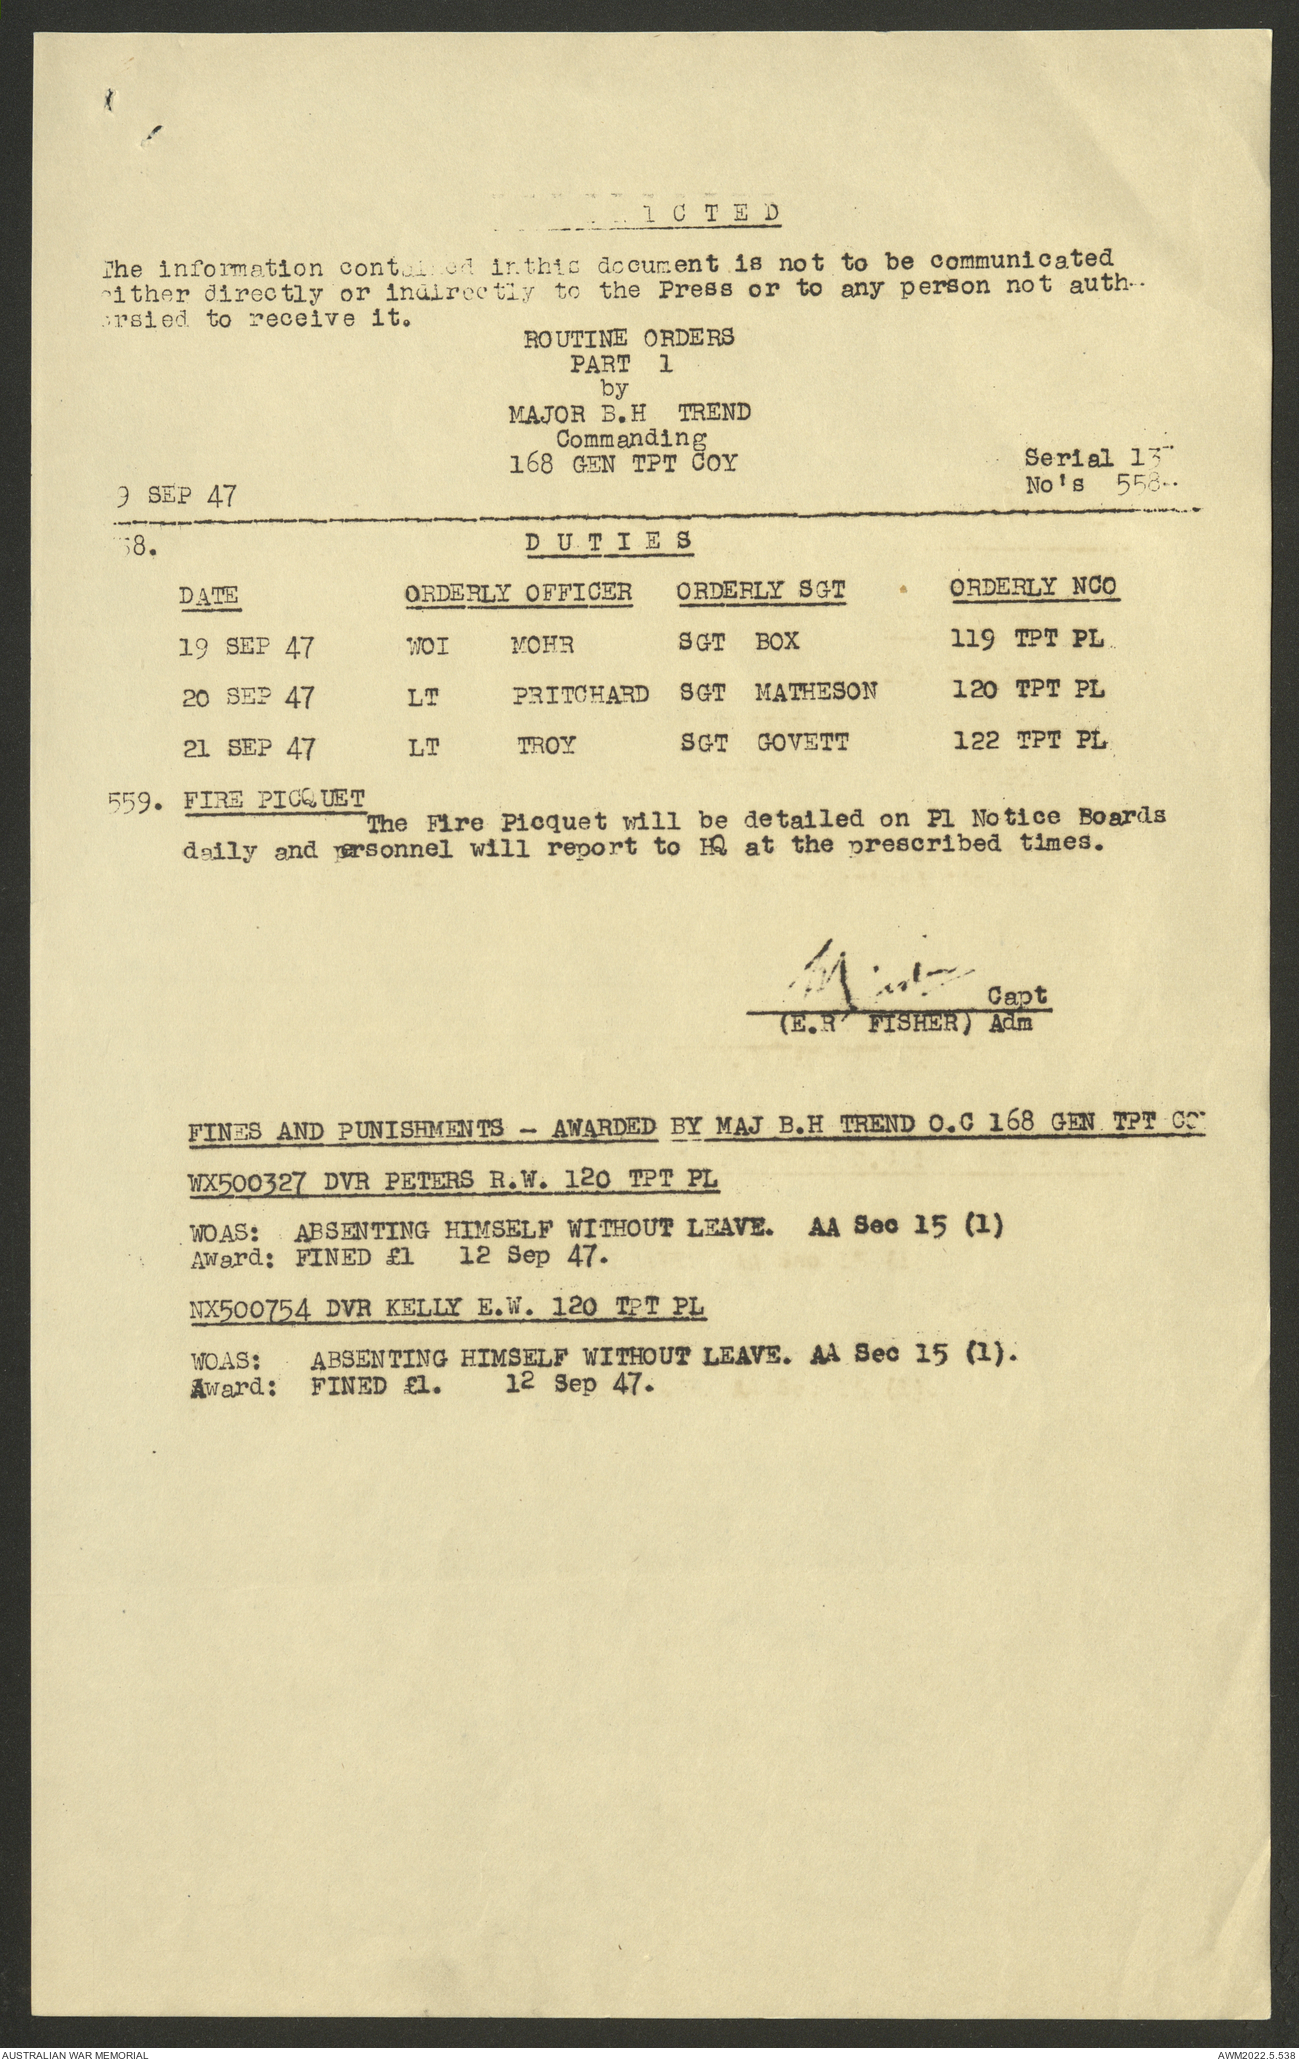 ICTED
The information contained inthis document is not to be communicated
either directly or indirectly to the Press or to any person not auth-
orsied to receive it.
ROUTINE ORDERS
PART 1
by
MAJOR B.H TREND
Commanding
168 GEN TPT COY
Serial
No's 558-
9 SEP 47
58.
DUTIES
DATE ORDERLY OFFICER ORDERLY SGT ORDERLY NCO
19 SEP 47 WOI MOHR SGT BOX 119 TPT PL
20 SEP 47 LT PRITCHARD SGT MATHESON 120 TPT PL
21 SEP 47 LT TROY SGT GOVETT 122 TPT PL
559. FIRE PICQUET
The Fire Picquet will be detailed on Pl Notice Boards
daily and personnel will report to HQ at the prescribed times.
Capt
(E.R FISHER) Adm
FINES AND PUNISHMENTS - AWARDED BY MAJ B.H TREND O.C 168 GEN TPT CO
WX500327 DVR PETERS R.W. 120 TPT PL
WOAS: ABSENTING HIMSELF WITHOUT LEAVE. AA Sec 15 (1)
Award: FINED £1 12 Sep 47.
NX500754 DVR KELLY E.W. 120 TPT PL
WOAS: ABSENTING HIMSELF WITHOUT LEAVE. AA Sec 15 (1).
Award: FINED £1. 12 Sep 47.
AUSTRALIAN WAR MEMORIAL
AWM2022.5.538